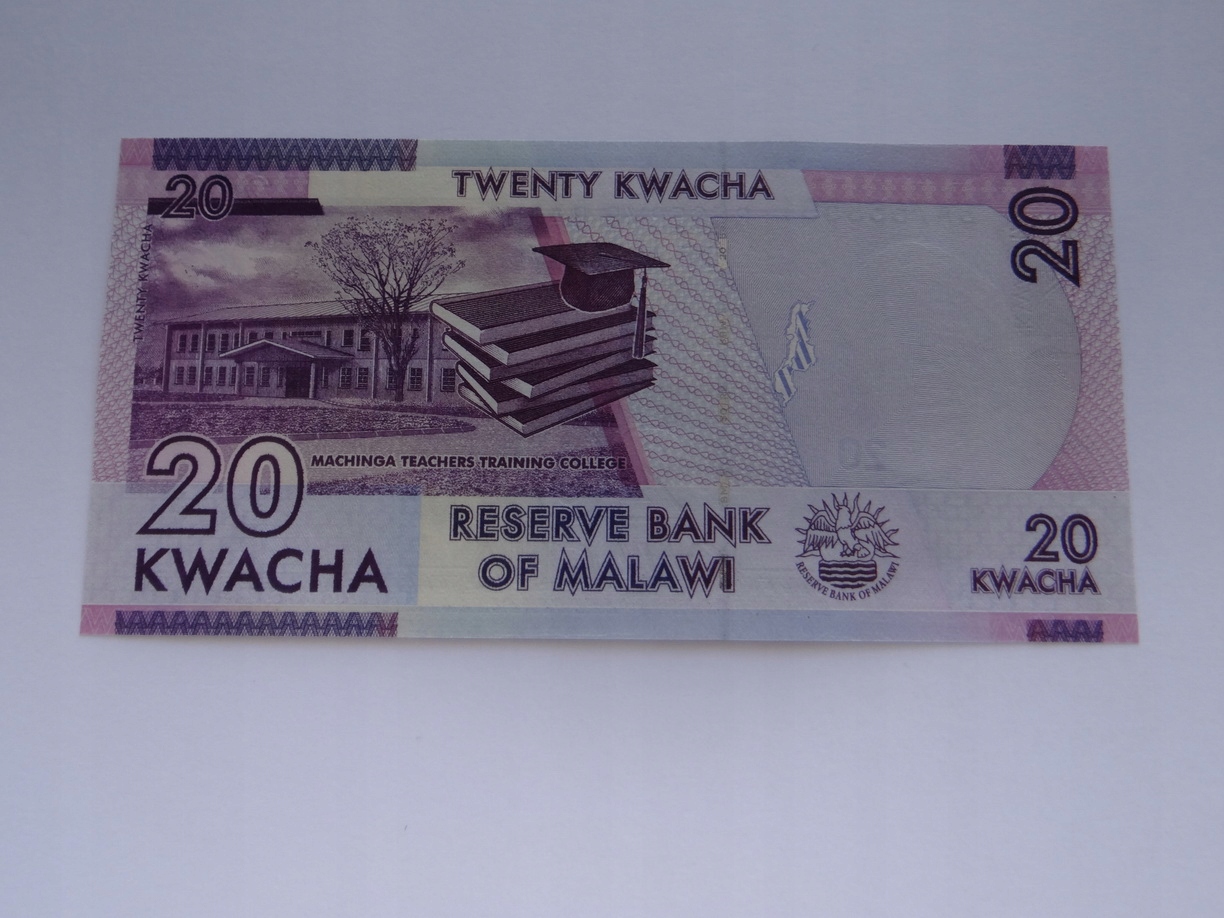 20
TWENTY KWACHA
20
TWENTY KWACHA
MACHINGA TEACHERS TRAINING COLLEGE
20
KWACHA
RESERVE BANK
OF MALAWI
RESERVE BANK OF MALAWI
20
KWACHA